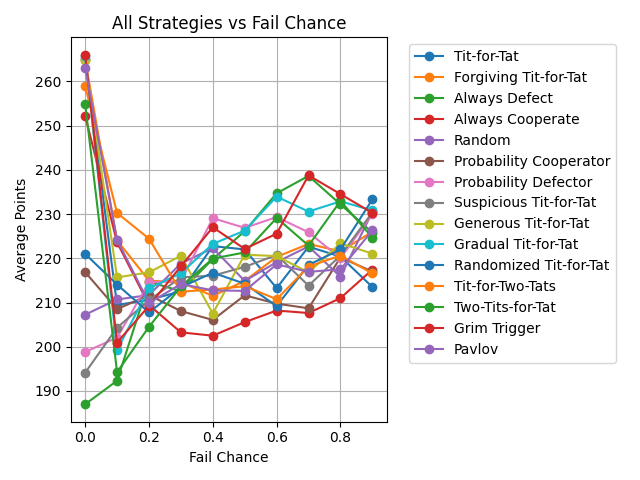 All Strategies vs Fail Chance
260
250
240
230
220
210
200
190
Average Points
0.0 0.2 0.4 0.6 0.8
Fail Chance
Tit-for-Tat
Forgiving Tit-for-Tat
Always Defect
Always Cooperate
Random
Probability Cooperator
Probability Defector
Suspicious Tit-for-Tat
Generous Tit-for-Tat
Gradual Tit-for-Tat
Randomized Tit-for-Tat
Tit-for-Two-Tats
Two-Tits-for-Tat
Grim Trigger
Pavlov